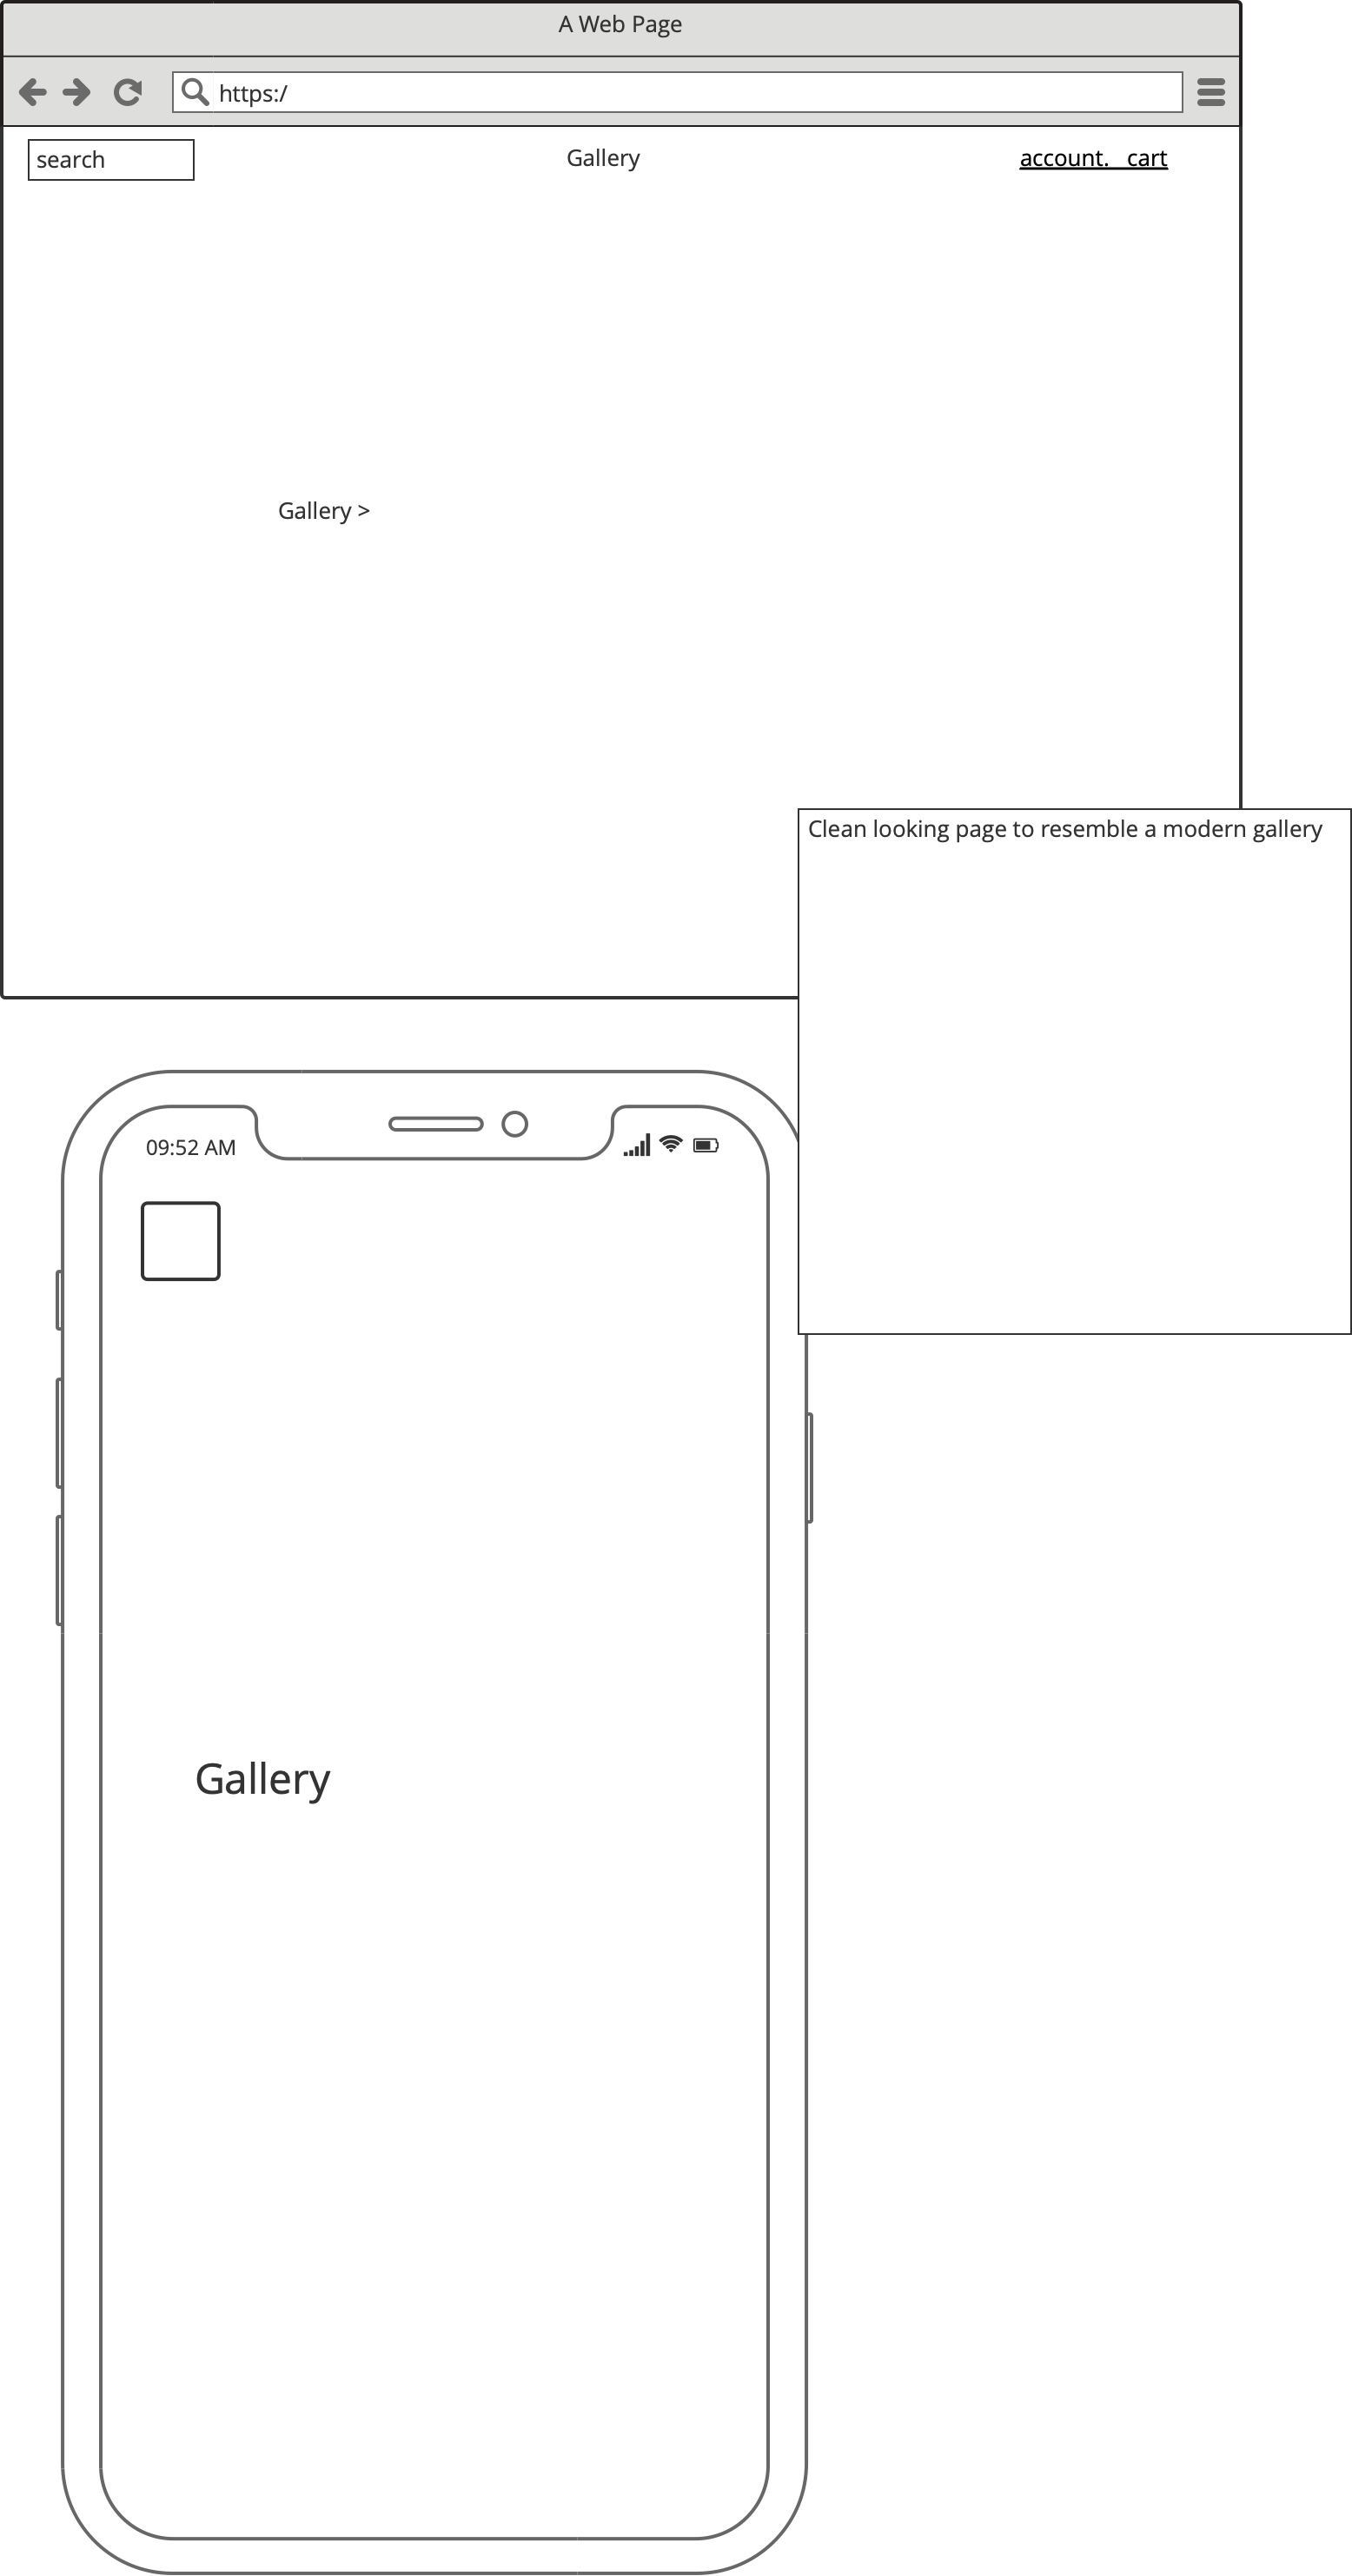 A Web Page
https:/
search
Gallery
account.   cart
Gallery >
Clean looking page to resemble a modern gallery
09:52 AM
Gallery